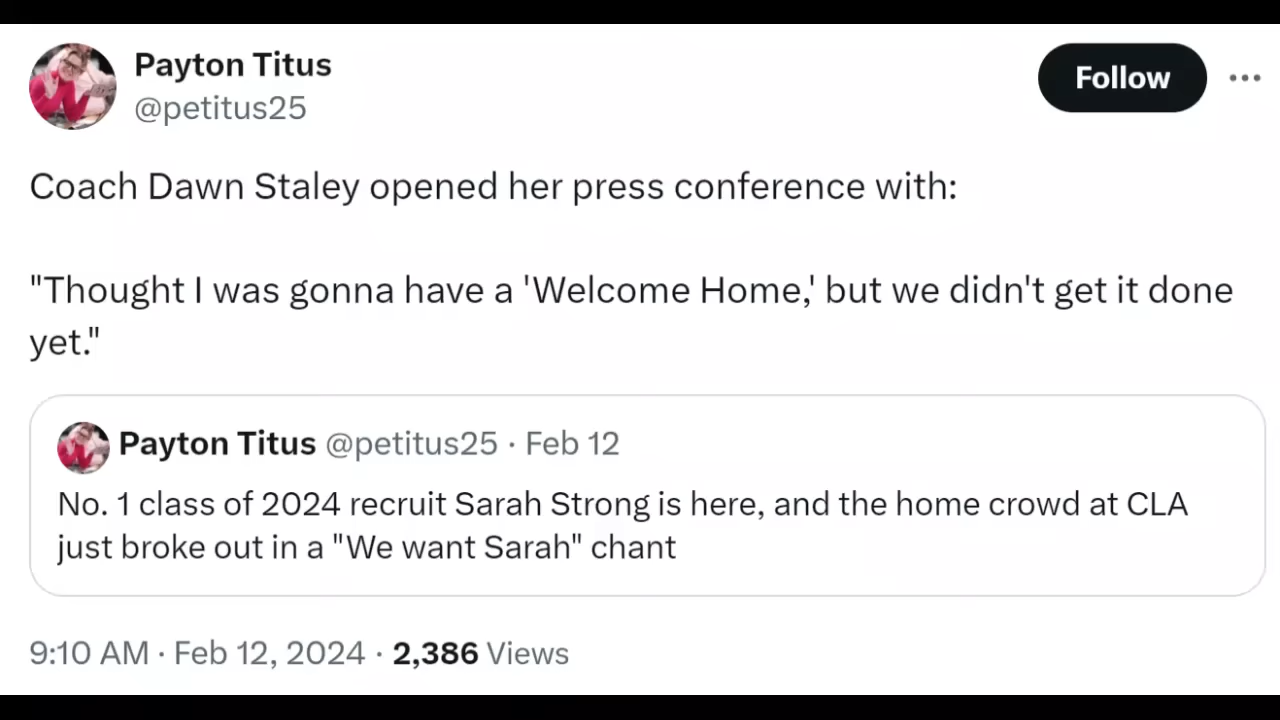 Payton Titus
@petitus25
Follow
Coach Dawn Staley opened her press conference with:
"Thought I was gonna have a 'Welcome Home,' but we didn't get it done
yet."
Payton Titus @petitus25 · Feb 12
No. 1 class of 2024 recruit Sarah Strong is here, and the home crowd at CLA
just broke out in a "We want Sarah" chant
9:10 AM · Feb 12, 2024 · 2,386 Views